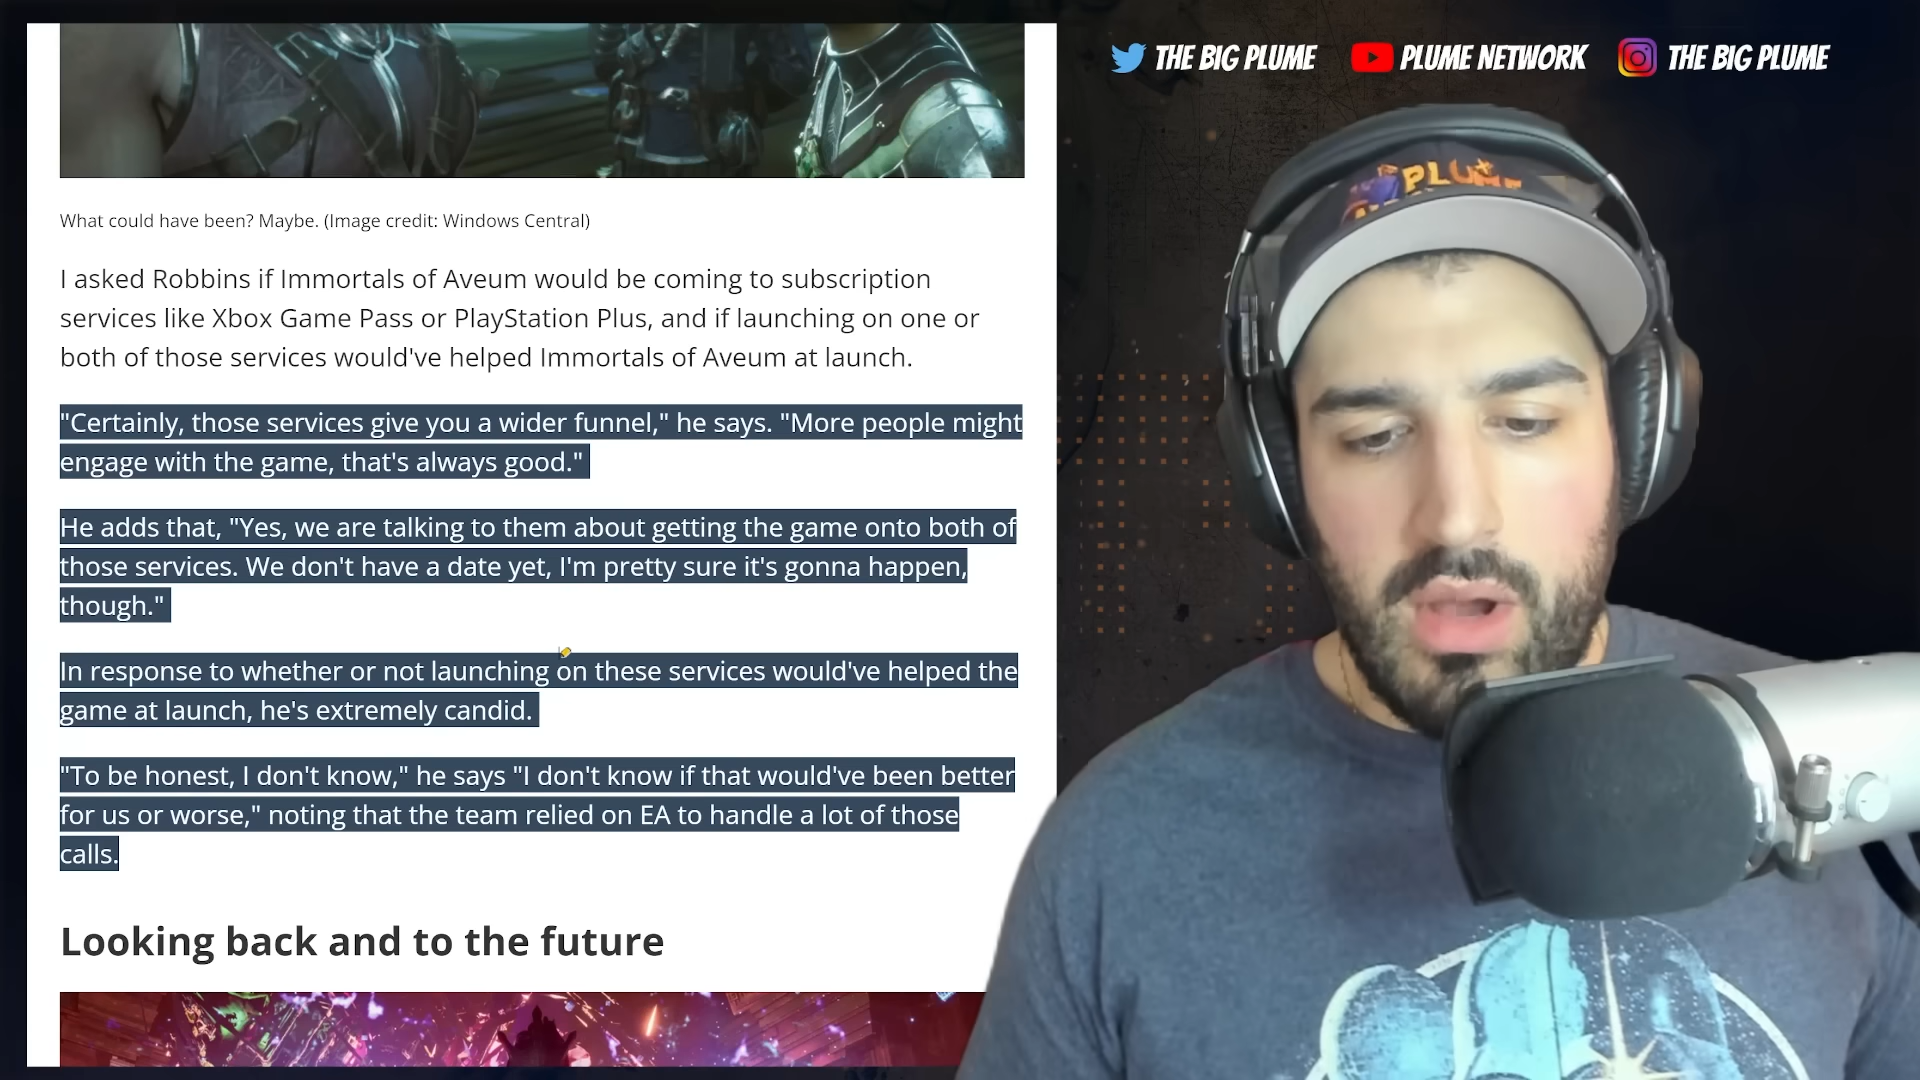 THE BIG PLUME PLUME NETWORK THE BIG PLUME
PLUME
What could have been? Maybe. (Image credit: Windows Central)
I asked Robbins if Immortals of Aveum would be coming to subscription
services like Xbox Game Pass or PlayStation Plus, and if launching on one or
both of those services would've helped Immortals of Aveum at launch.
"Certainly, those services give you a wider funnel," he says. "More people might
engage with the game, that's always good."
He adds that, "Yes, we are talking to them about getting the game onto both of
those services. We don't have a date yet, I'm pretty sure it's gonna happen,
though."
In response to whether or not launching on these services would've helped the
game at launch, he's extremely candid.
"To be honest, I don't know," he says "I don't know if that would've been better
for us or worse," noting that the team relied on EA to handle a lot of those
calls.
Looking back and to the future